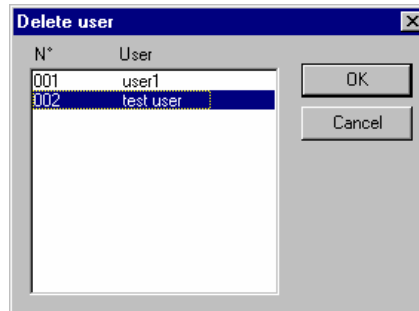 Delete user
N° User
001 user1
002 test user
OK
Cancel